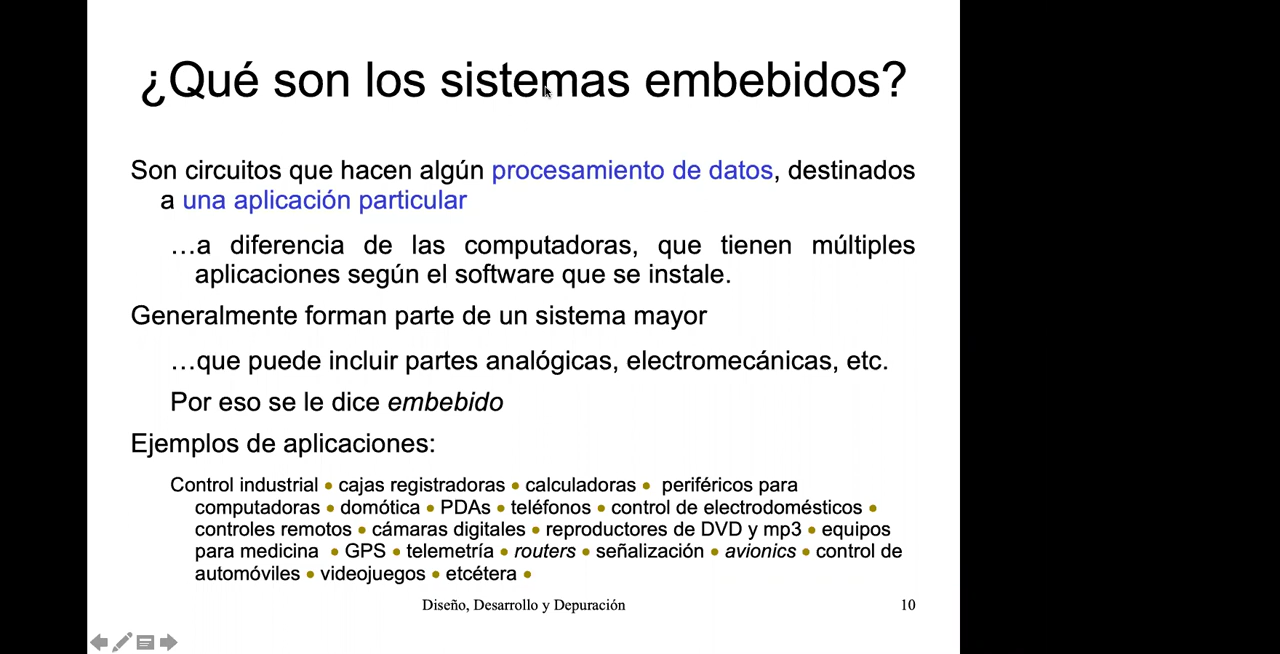 ¿Qué son los sistemas embebidos?
Son circuitos que hacen algún procesamiento de datos, destinados
a una aplicación particular
…a diferencia de las computadoras, que tienen múltiples
aplicaciones según el software que se instale.
Generalmente forman parte de un sistema mayor
…que puede incluir partes analógicas, electromecánicas, etc.
Por eso se le dice embebido
Ejemplos de aplicaciones:
Control industrial • cajas registradoras • calculadoras • periféricos para
computadoras • domótica • PDAs • teléfonos • control de electrodomésticos •
controles remotos • cámaras digitales • reproductores de DVD y mp3 • equipos
para medicina • GPS • telemetría • routers • señalización • avionics • control de
automóviles • videojuegos • etcétera •
Diseño, Desarrollo y Depuración
10